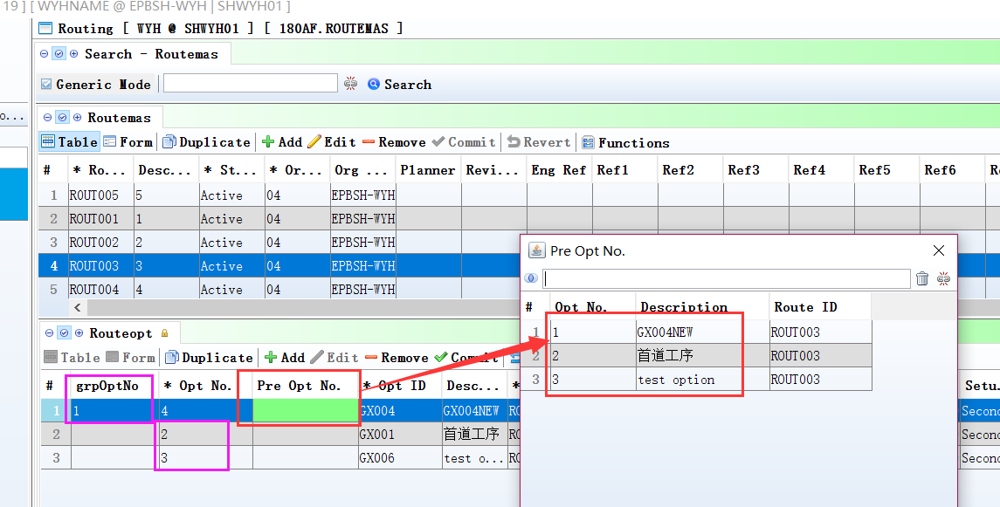 19 ] [ WYHNAME @ EPBSH-WYH | SHWYH01 ]
Routing [ WYH @ SHWYH01 ] [ 180AF.ROUTEMAS ]
Search - Routemas
Generic Mode Search
o...
Routemas
Table Form Duplicate Add Edit Remove Commit Revert Functions
# * Ro... Desc... * St... * Or... Org ... Planner Revi... Eng Ref Ref1 Ref2 Ref3 Ref4 Ref5 Ref6
1 ROUT005 5 Active 04 EPBSH-WYH
2 ROUT001 1 Active 04 EPBSH-WYH
3 ROUT002 2 Active 04 EPBSH-WYH
4 ROUT003 3 Active 04 EPBSH-WYH
5 ROUT004 4 Active 04 EPBSH-WYH
Pre Opt No.
# Opt No. Description Route ID
1 1 GX004NEW ROUT003
2 2 首道工序 ROUT003
3 3 test option ROUT003
Routeopt
Table Form Duplicate Add Edit Remove Commit
# grpOptNo * Opt No. Pre Opt No. * Opt ID Desc... * Setu.
1 1 4 GX004 GX004NEW RO Second
2 2 GX001 首道工序 RO Second
3 3 GX006 test o... RO Second